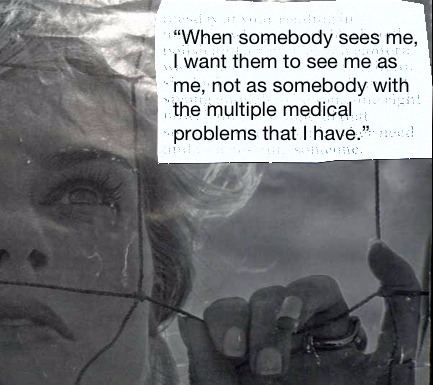 “When somebody sees me,
I want them to see me as
me, not as somebody with
the multiple medical
problems that I have.”